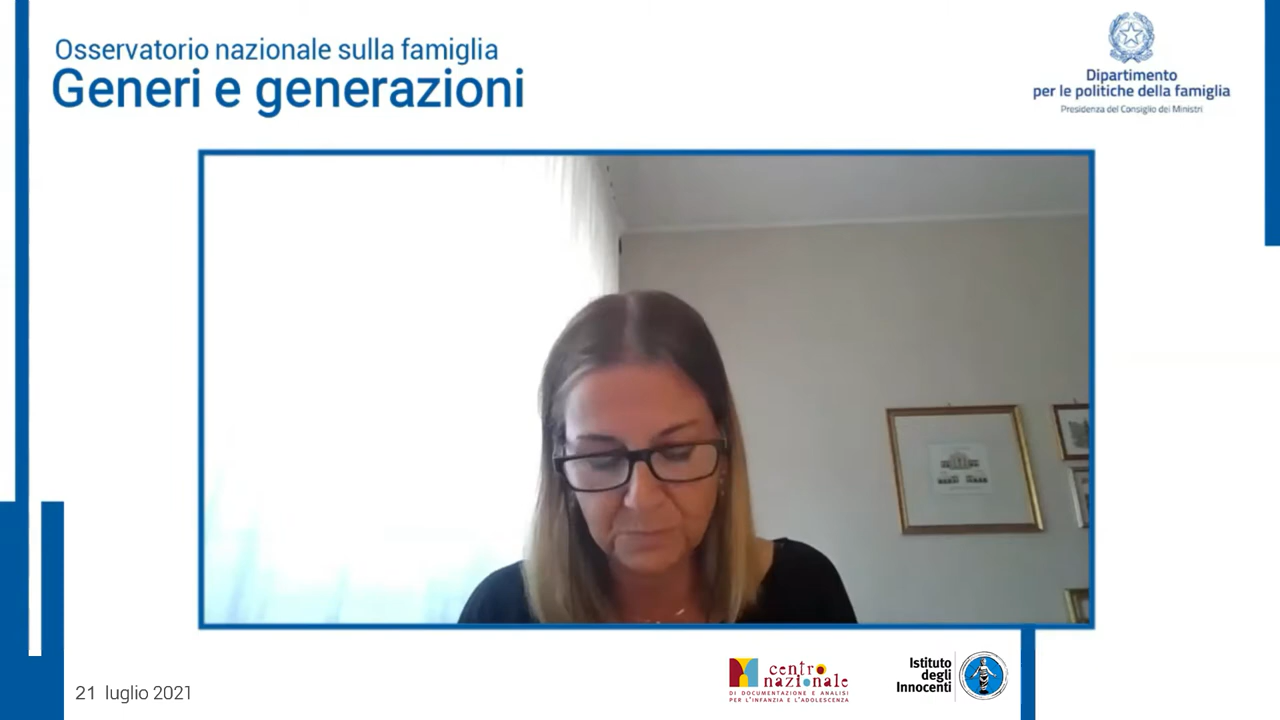 Osservatorio nazionale sulla famiglia
Generi e generazioni
Dipartimento
per le politiche della famiglia
Presidenza del Consiglio dei Ministri
21 luglio 2021
centro
nazionale
DI DOCUMENTAZIONE E ANALISI
PER L'INFANZIA E L'ADOLESCENZA
Istituto
degli
Innocenti